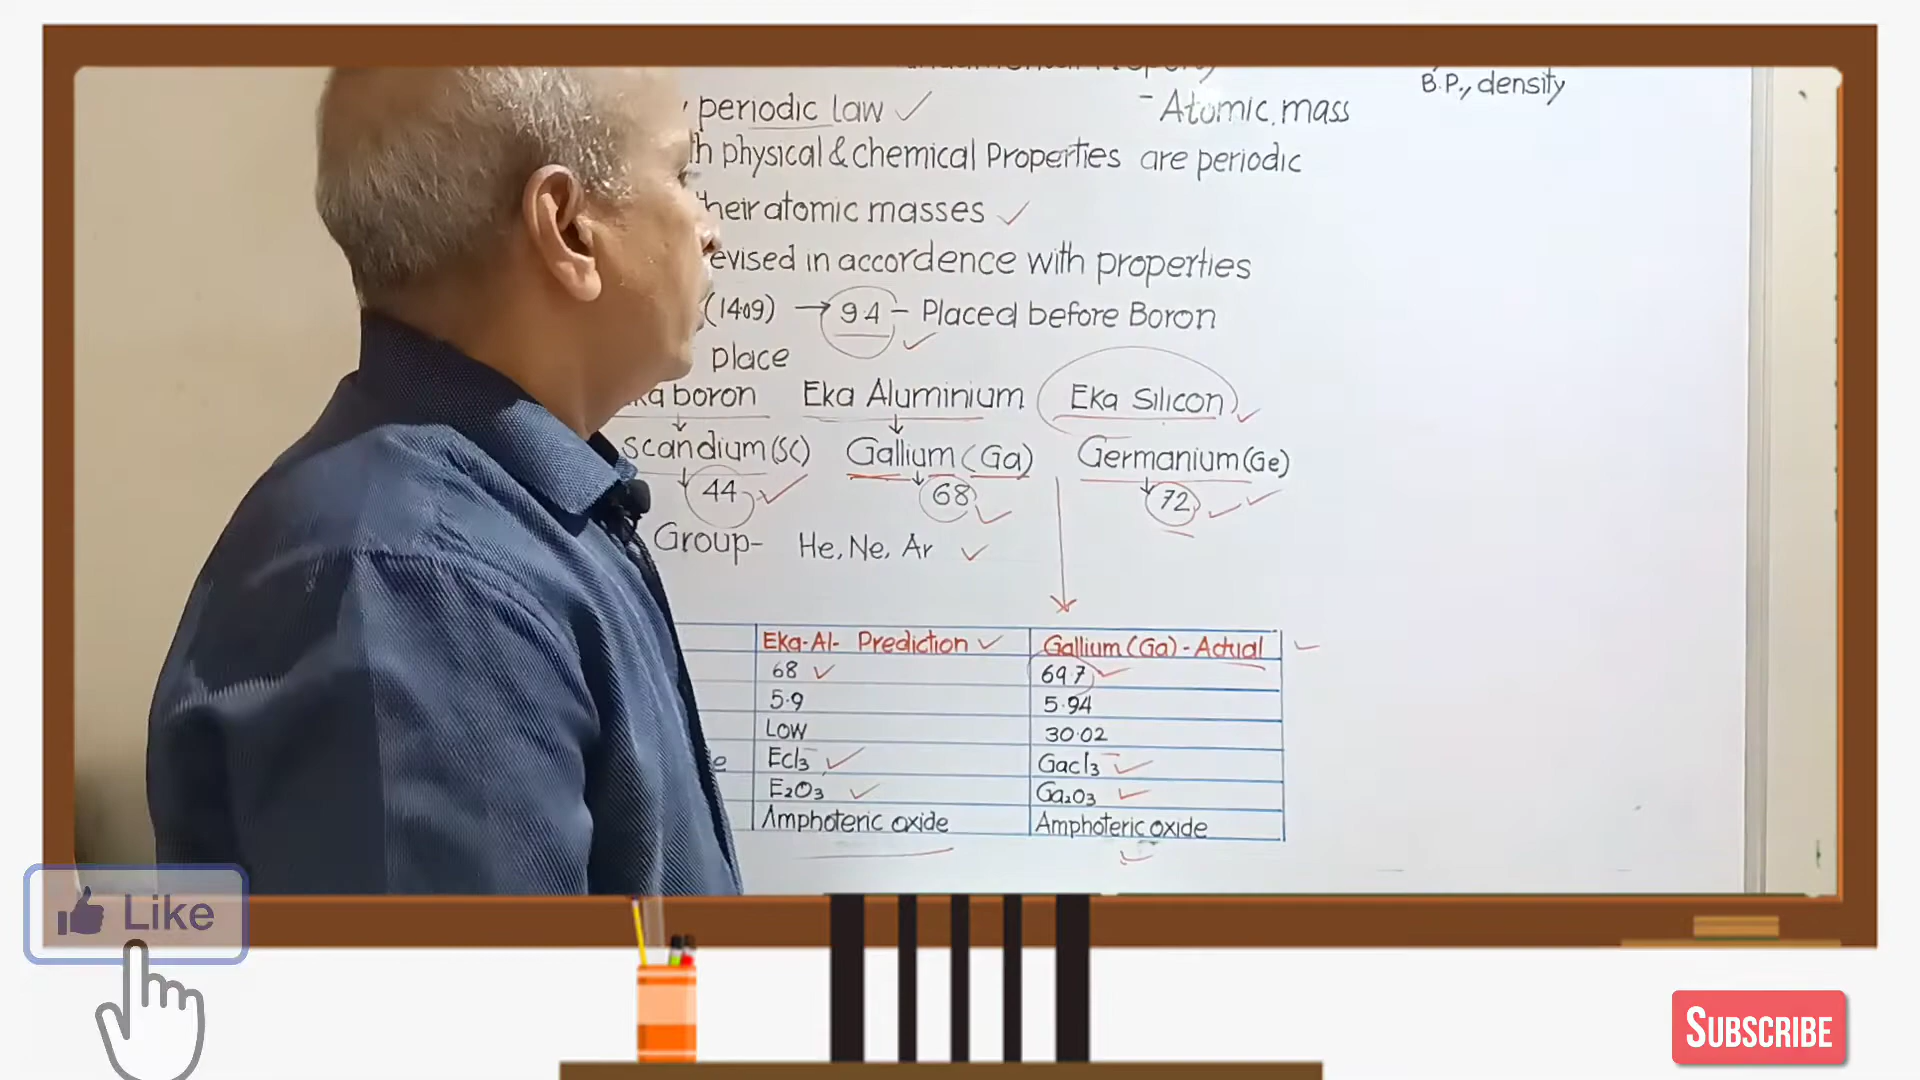 B.P., density
periodic law ✓ - Atomic mass
physical & Chemical Properties are periodic
their atomic masses ✓
evised in accordence with properties
(14.09) → 9.4 - Placed before Boron ✓
place
boron Eka Aluminium Eka Silicon ✓
Scandium (Sc) Gallium (Ga) Germanium (Ge)
44 ✓ 68 ✓ 72 ✓ ✓
Group- He, Ne, Ar ✓
Eka-Al- Prediction ✓ Gallium (Ga) - Actual ✓
68 ✓ 69.7 ✓
5.9 5.94
Low 30.02
Ecl3 ✓ Gacl3 ✓
E2O3 ✓ Ga2O3 ✓
Amphoteric oxide Amphoteric oxide ✓
Like
SUBSCRIBE